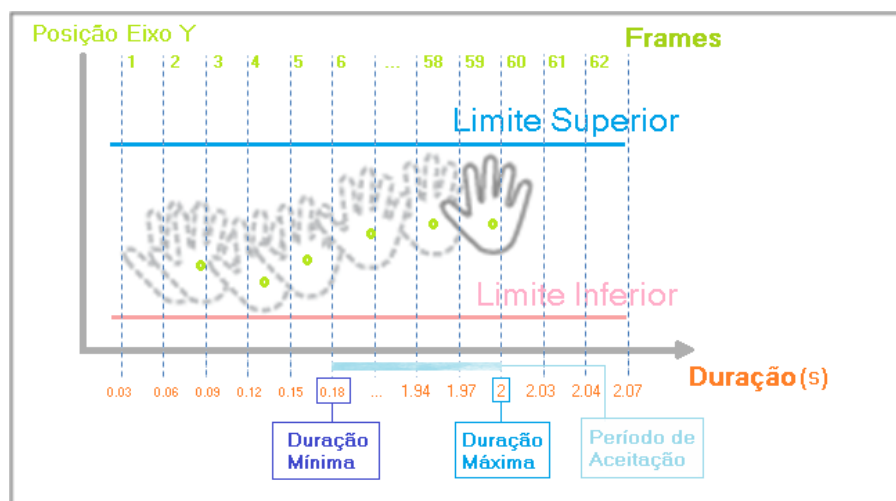 Posição Eixo Y
Frames
1 2 3 4 5 6 ... 58 59 60 61 62
Limite Superior
Limite Inferior
Duração(s)
0.03 0.06 0.09 0.12 0.15 0.18 ... 1.94 1.97 2 2.03 2.04 2.07
Duração
Mínima
Duração
Máxima
Período de
Aceitação